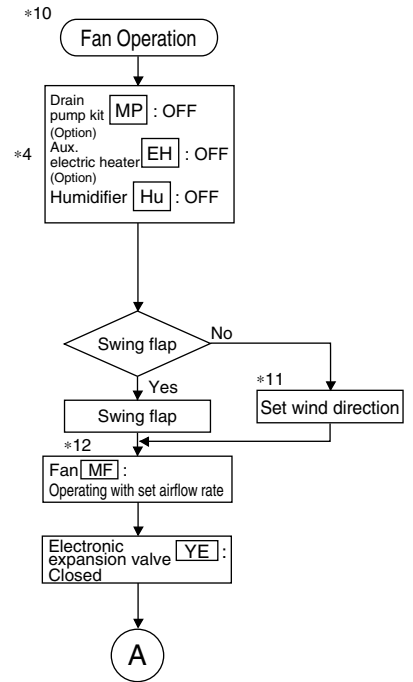 *10
Fan Operation
Drain
pump kit MP : OFF
(Option)
*4
Aux.
electric heater EH : OFF
(Option)
Humidifier Hu : OFF
Swing flap
No
Yes
*11
Swing flap
Set wind direction
*12
Fan MF :
Operating with set airflow rate
Electronic
expansion valve YE :
Closed
A